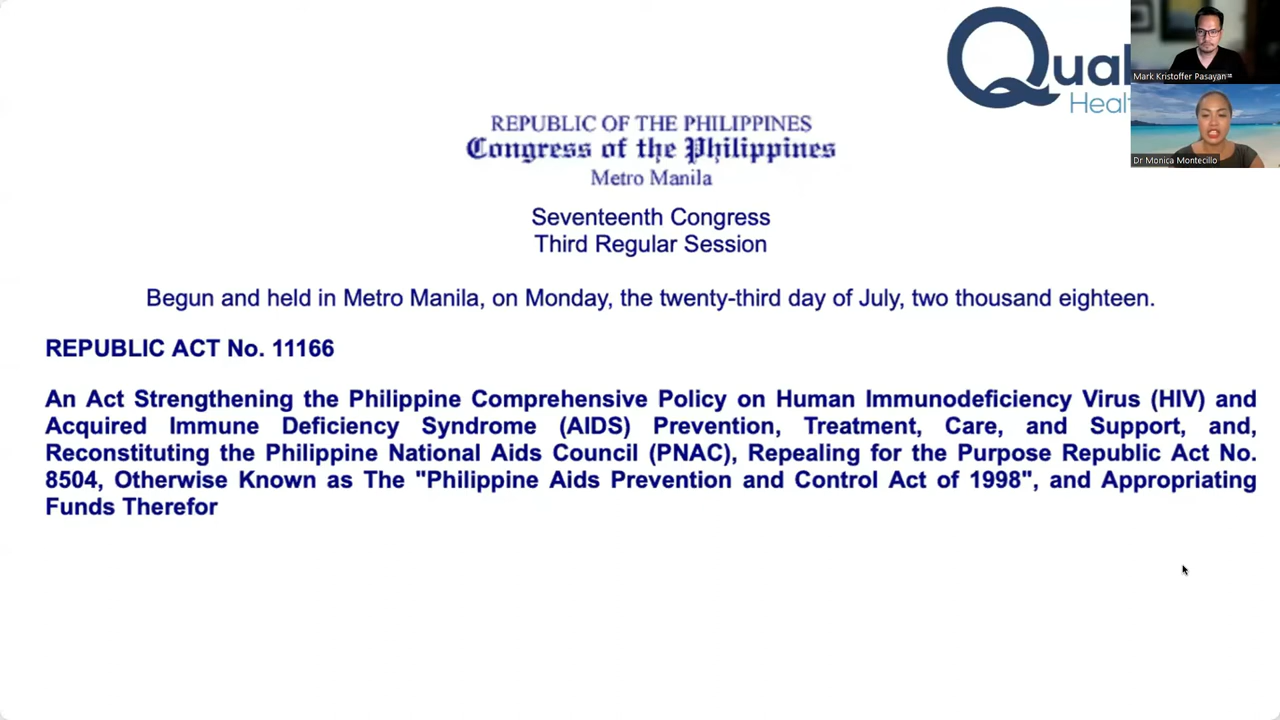 Qual
Healt
Mark Kristoffer Pasayan
Dr Monica Montecillo
REPUBLIC OF THE PHILIPPINES
Congress of the Philippines
Metro Manila
Seventeenth Congress
Third Regular Session
Begun and held in Metro Manila, on Monday, the twenty-third day of July, two thousand eighteen.
REPUBLIC ACT No. 11166
An Act Strengthening the Philippine Comprehensive Policy on Human Immunodeficiency Virus (HIV) and
Acquired Immune Deficiency Syndrome (AIDS) Prevention, Treatment, Care, and Support, and,
Reconstituting the Philippine National Aids Council (PNAC), Repealing for the Purpose Republic Act No.
8504, Otherwise Known as The "Philippine Aids Prevention and Control Act of 1998", and Appropriating
Funds Therefor